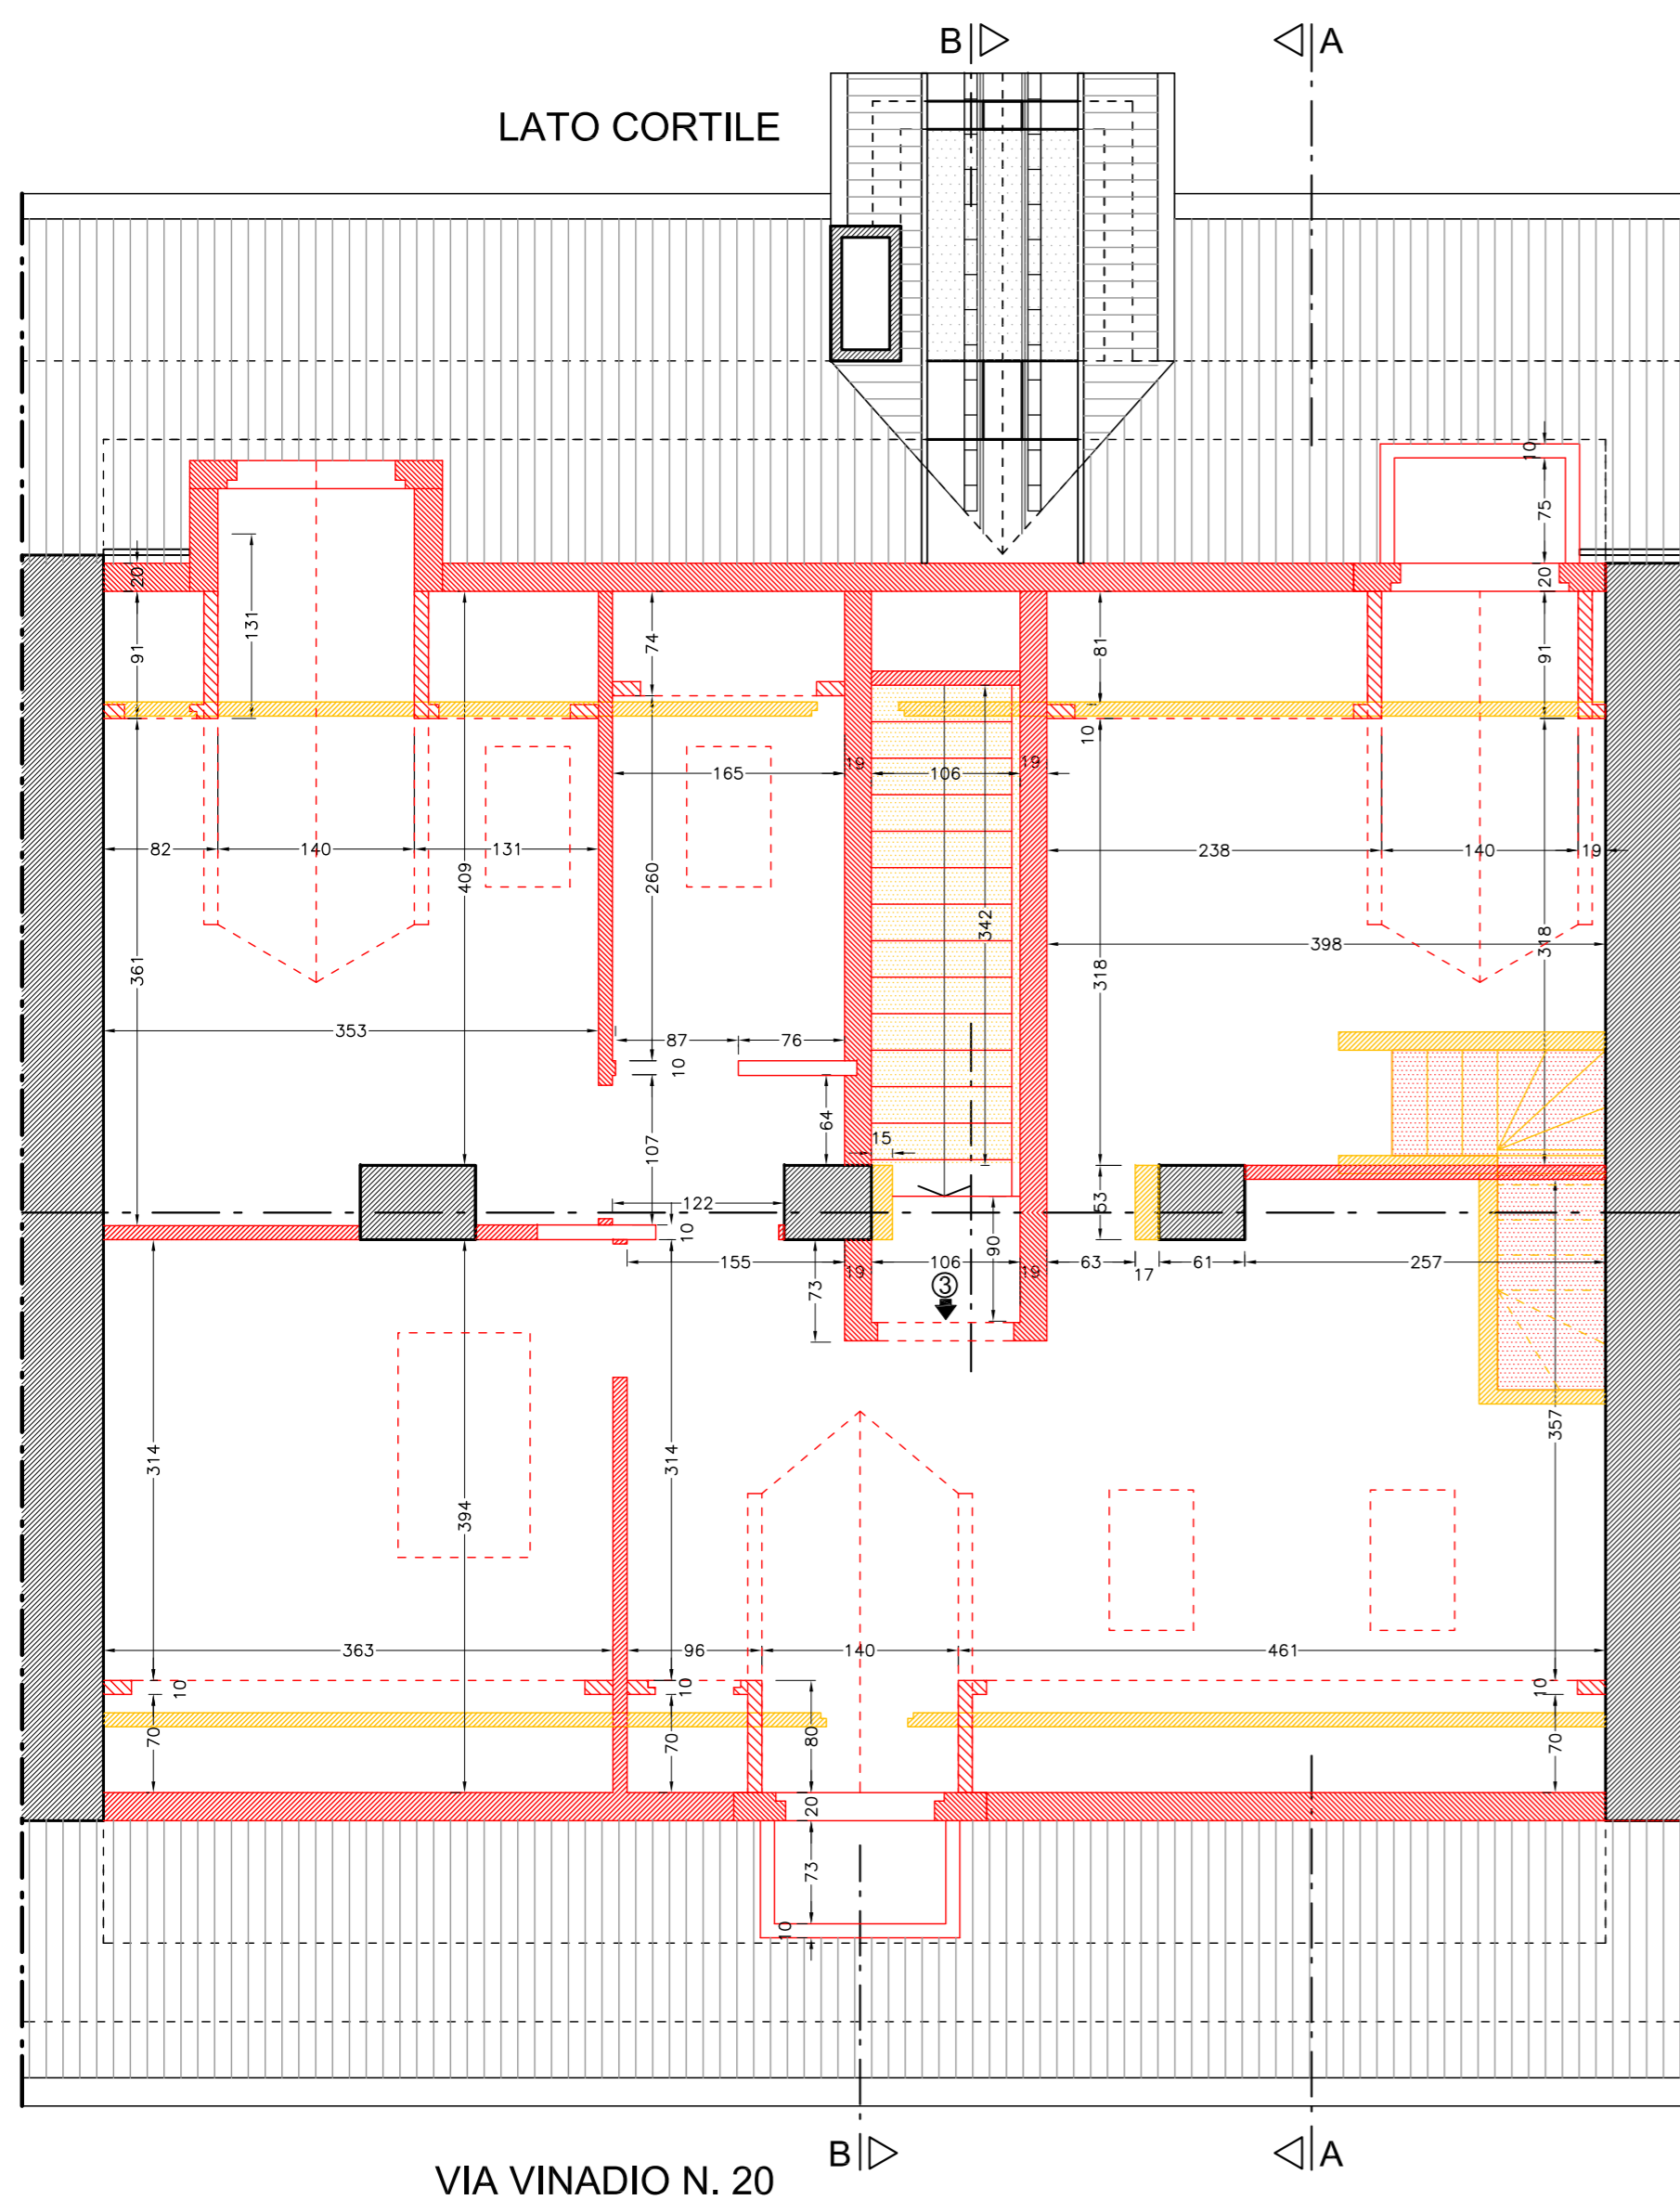 B A
LATO CORTILE
10
75
20 20
131 91 74 81 91
10
19 19
165 106
82 140 131 238 140 19
409 260
342
361 318 318
398
353 87 76
10
64
107 15
122 53
10 90
155 19 106 19 63 61 257
17
73 3
314 314 357
394
363 96 140 461
10 10 10
70 70 80 70
20
73
10
B A
VIA VINADIO N. 20